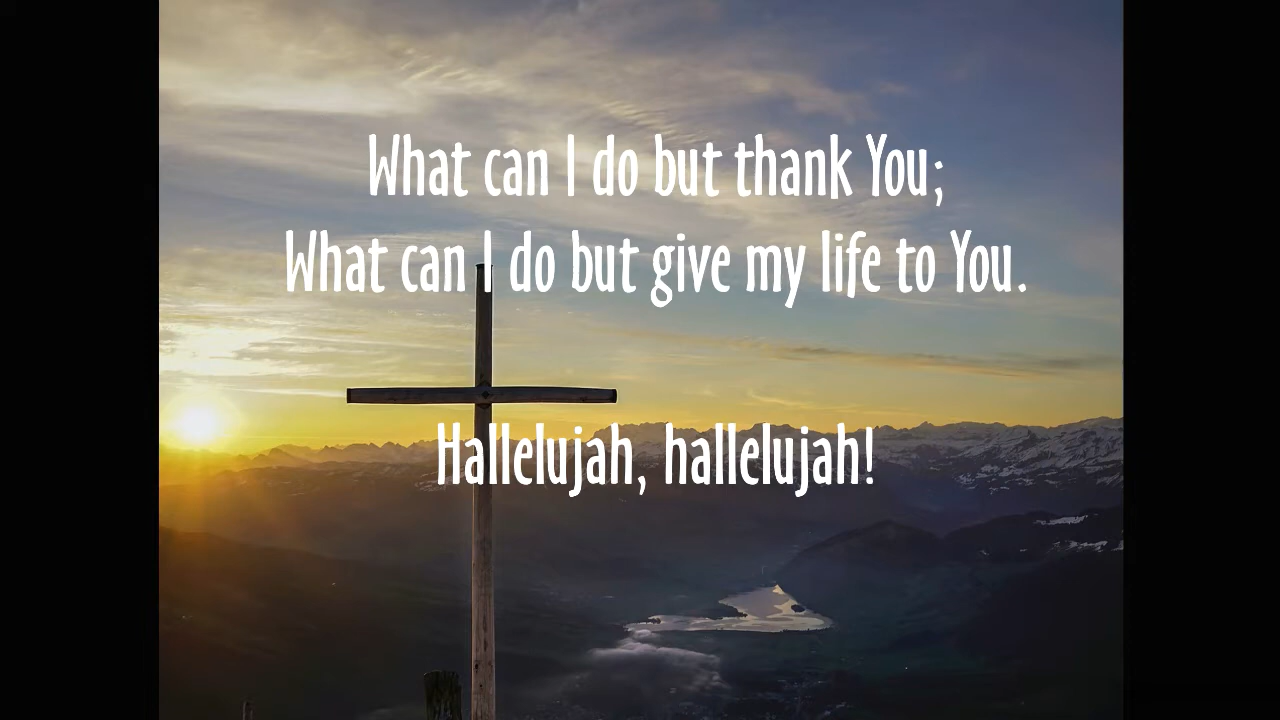 What can I do but thank You;
What can I do but give my life to You.
Hallelujah, hallelujah!